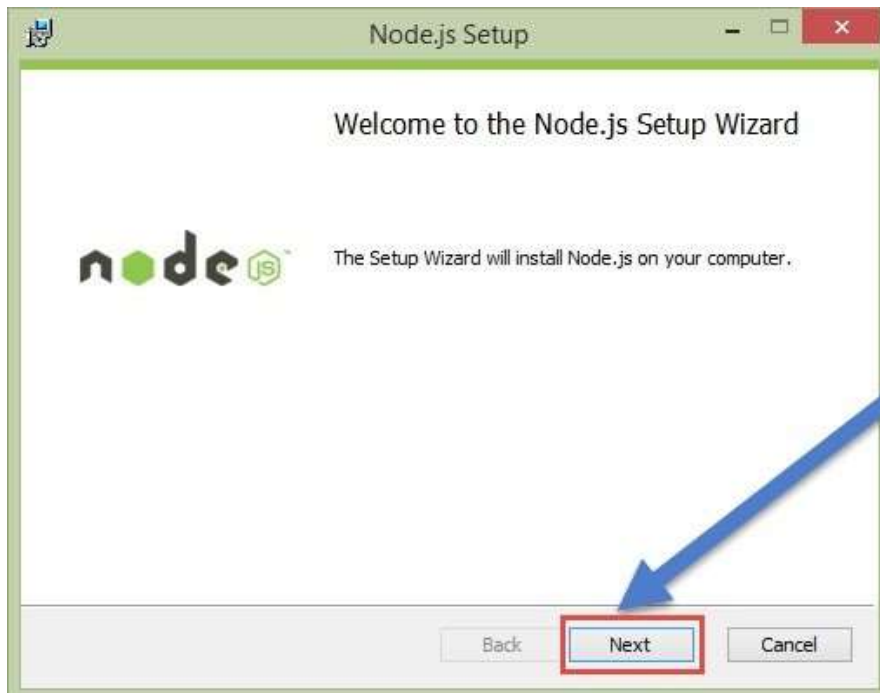 Node.js Setup
Welcome to the Node.js Setup Wizard
node JS™
The Setup Wizard will install Node.js on your computer.
Back
Next
Cancel